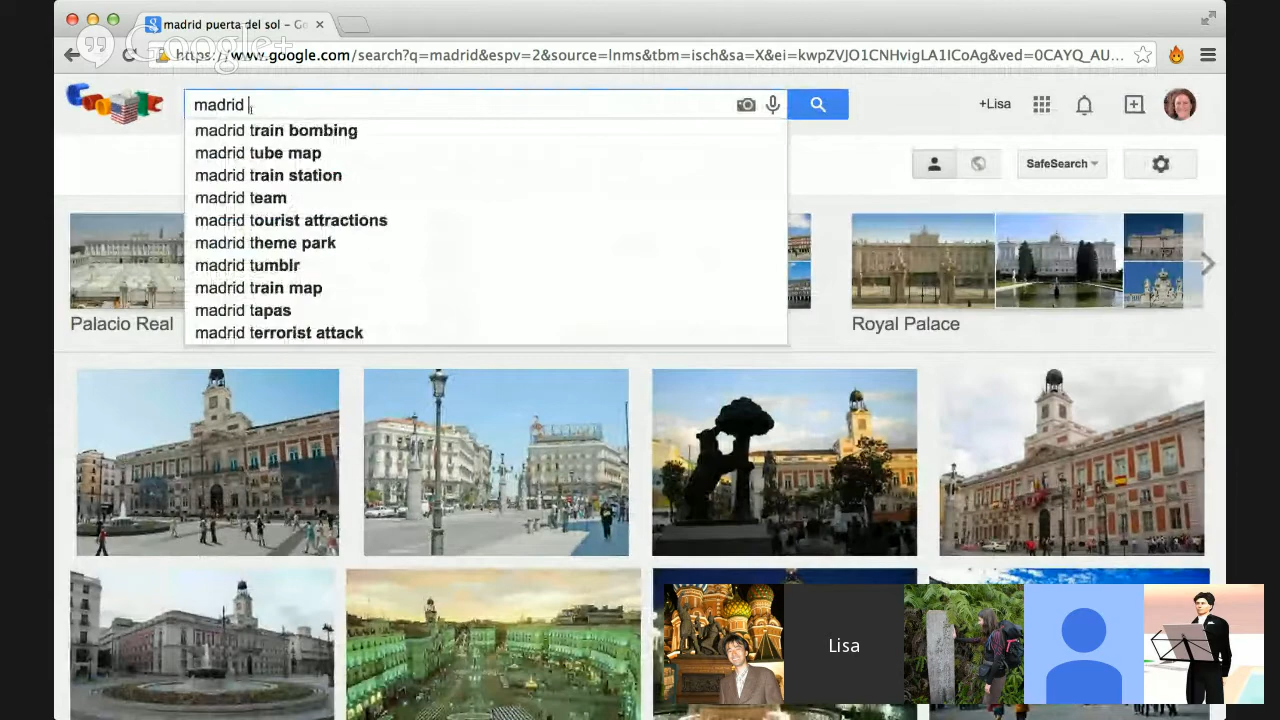 madrid puerta del sol – Go
Google+
https://www.google.com/search?q=madrid&espv=2&source=lnms&tbm=isch&sa=X&ei=kwpZVJO1CNHvigLA1ICoAg&ved=0CAYQ_AU...
Google
madrid
+Lisa
madrid train bombing
madrid tube map
madrid train station
SafeSearch
madrid team
madrid tourist attractions
madrid theme park
madrid tumblr
madrid train map
madrid tapas
Palacio Real
Royal Palace
madrid terrorist attack
Lisa